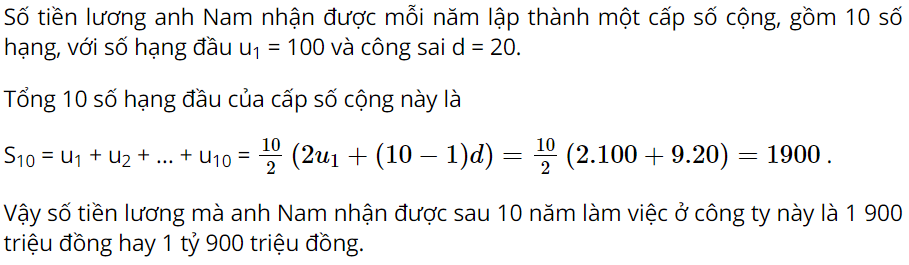 Số tiền lương anh Nam nhận được mỗi năm lập thành một cấp số cộng, gồm 10 số
hạng, với số hạng đầu u₁ = 100 và công sai d = 20.
Tổng 10 số hạng đầu của cấp số cộng này là
S₁₀ = u₁ + u₂ + ... + u₁₀ = \frac{10}{2} (2u₁ + (10 − 1)d) = \frac{10}{2} (2.100 + 9.20) = 1900 .
Vậy số tiền lương mà anh Nam nhận được sau 10 năm làm việc ở công ty này là 1 900
triệu đồng hay 1 tỷ 900 triệu đồng.